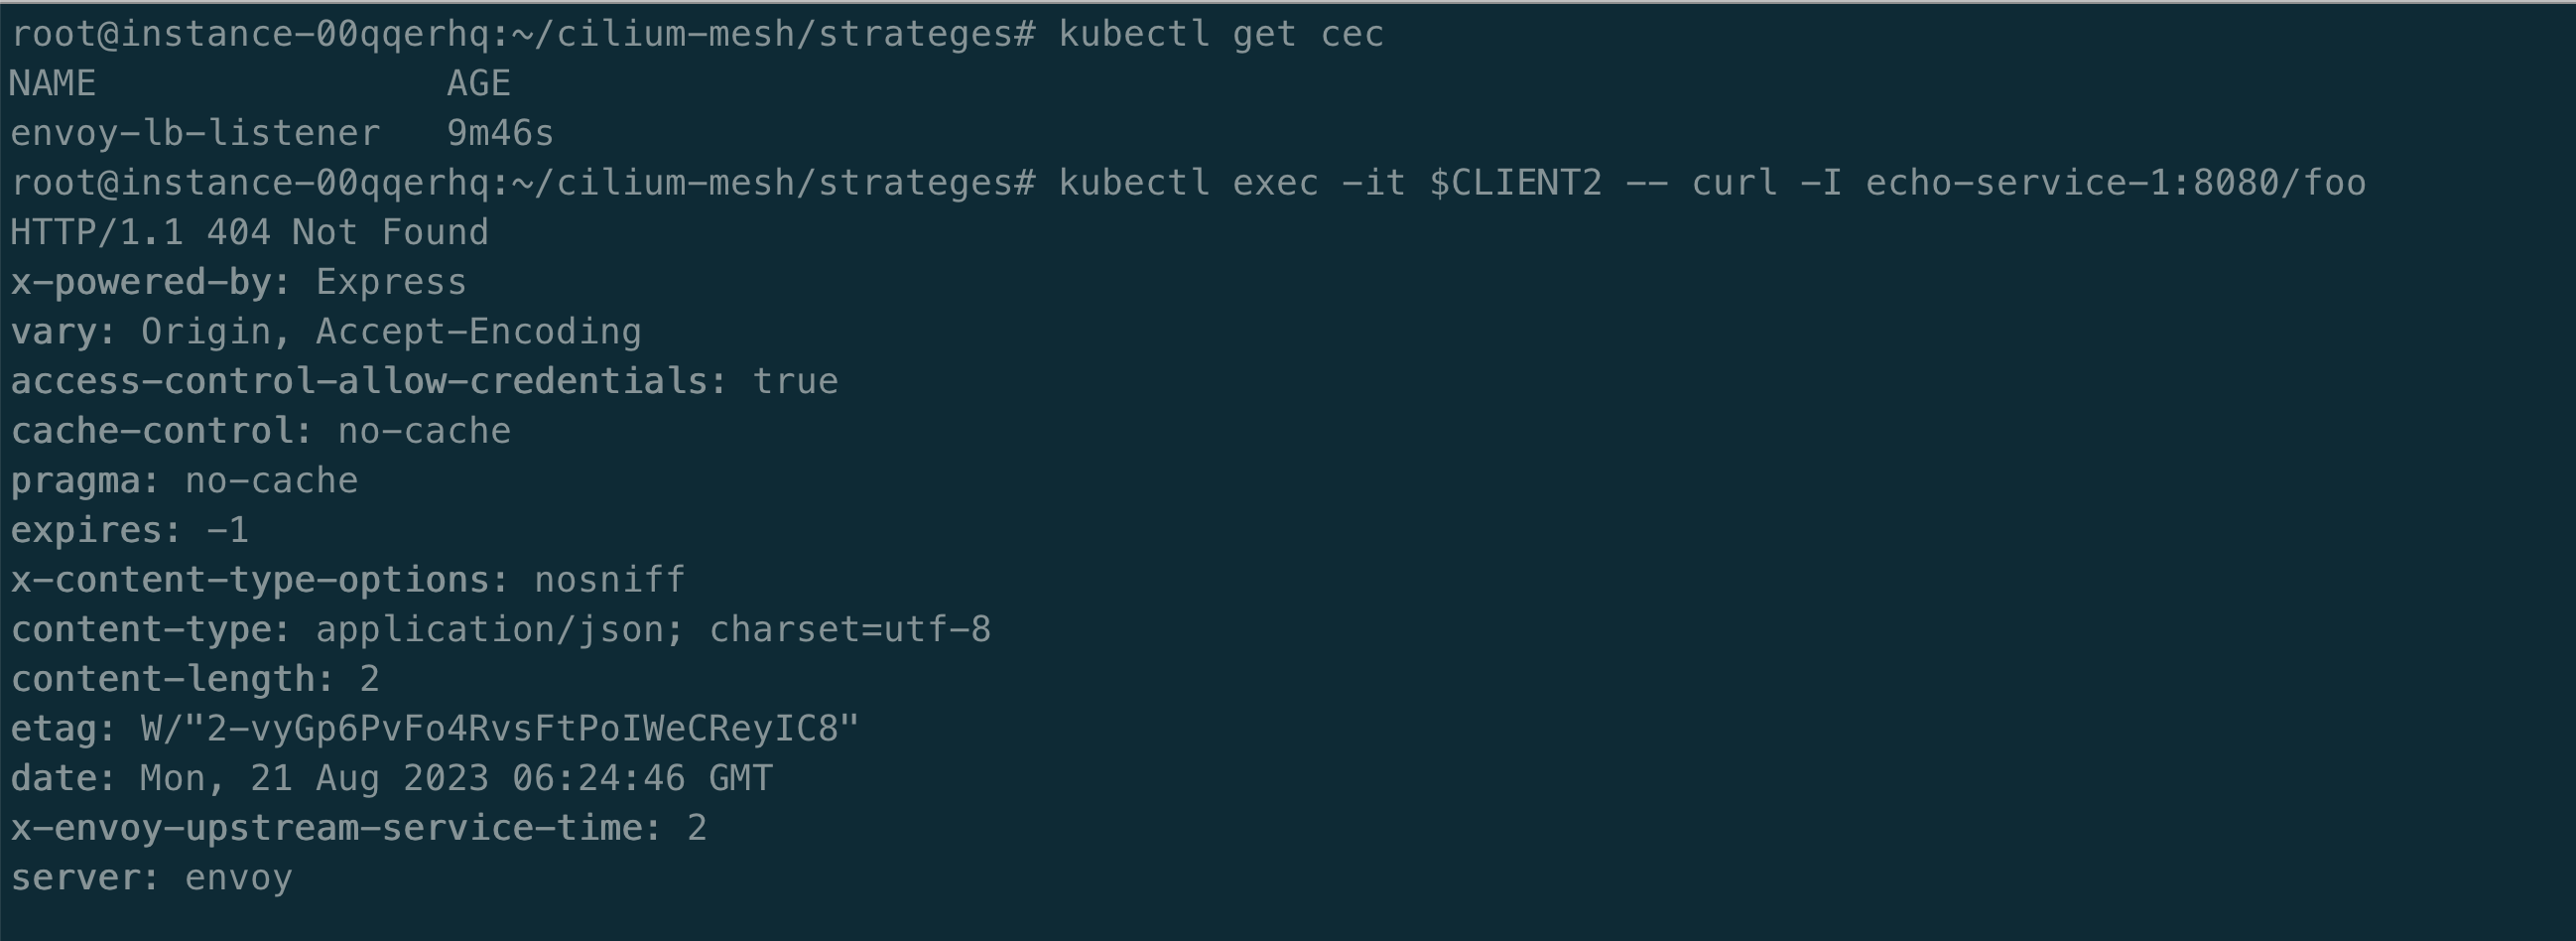 root@instance-00qqerhq:~/cilium-mesh/strateges# kubectl get cec
NAME                AGE
envoy-lb-listener   9m46s
root@instance-00qqerhq:~/cilium-mesh/strateges# kubectl exec -it $CLIENT2 -- curl -I echo-service-1:8080/foo
HTTP/1.1 404 Not Found
x-powered-by: Express
vary: Origin, Accept-Encoding
access-control-allow-credentials: true
cache-control: no-cache
pragma: no-cache
expires: -1
x-content-type-options: nosniff
content-type: application/json; charset=utf-8
content-length: 2
etag: W/"2-vyGp6PvFo4RvsFtPoIWeCReyIC8"
date: Mon, 21 Aug 2023 06:24:46 GMT
x-envoy-upstream-service-time: 2
server: envoy